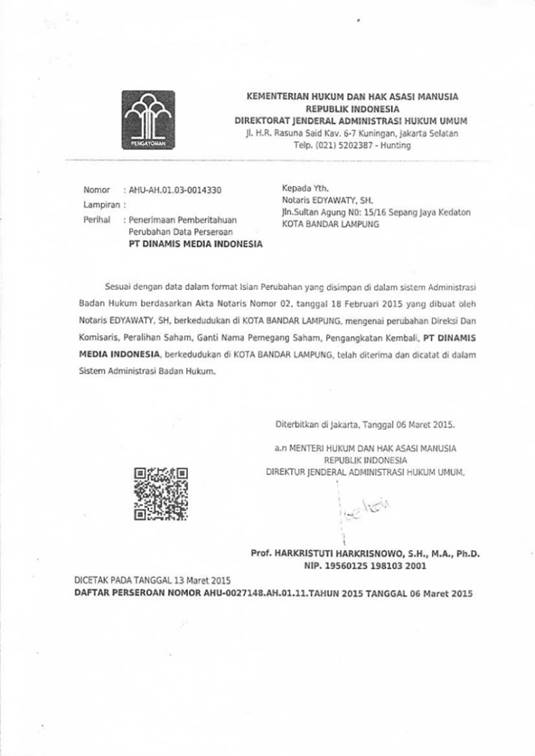 KEMENTERIAN HUKUM DAN HAK ASASI MANUSIA
REPUBLIK INDONESIA
DIREKTORAT JENDERAL ADMINISTRASI HUKUM UMUM
Jl. H.R. Rasuna Said Kav. 6-7 Kuningan, Jakarta Selatan
Telp. (021) 5202387 - Hunting
PENGAYOMAN
Nomor : AHU-AH.01.03-0014330
Lampiran :
Perihal : Penerimaan Pemberitahuan
Perubahan Data Perseroan
PT DINAMIS MEDIA INDONESIA
Kepada Yth.
Notaris EDYAWATY, SH.
Jln.Sultan Agung N0: 15/16 Sepang Jaya Kedaton
KOTA BANDAR LAMPUNG
Sesuai dengan data dalam format Isian Perubahan yang disimpan di dalam sistem Administrasi
Badan Hukum berdasarkan Akta Notaris Nomor 02, tanggal 18 Februari 2015 yang dibuat oleh
Notaris EDYAWATY, SH, berkedudukan di KOTA BANDAR LAMPUNG, mengenai perubahan Direksi Dan
Komisaris, Peralihan Saham, Ganti Nama Pemegang Saham, Pengangkatan Kembali, PT DINAMIS
MEDIA INDONESIA, berkedudukan di KOTA BANDAR LAMPUNG, telah diterima dan dicatat di dalam
Sistem Administrasi Badan Hukum.
Diterbitkan di Jakarta, Tanggal 06 Maret 2015.
a.n MENTERI HUKUM DAN HAK ASASI MANUSIA
REPUBLIK INDONESIA
DIREKTUR JENDERAL ADMINISTRASI HUKUM UMUM,
Prof. HARKRISTUTI HARKRISNOWO, S.H., M.A., Ph.D.
NIP. 19560125 198103 2001
DICETAK PADA TANGGAL 13 Maret 2015
DAFTAR PERSEROAN NOMOR AHU-0027148.AH.01.11.TAHUN 2015 TANGGAL 06 Maret 2015